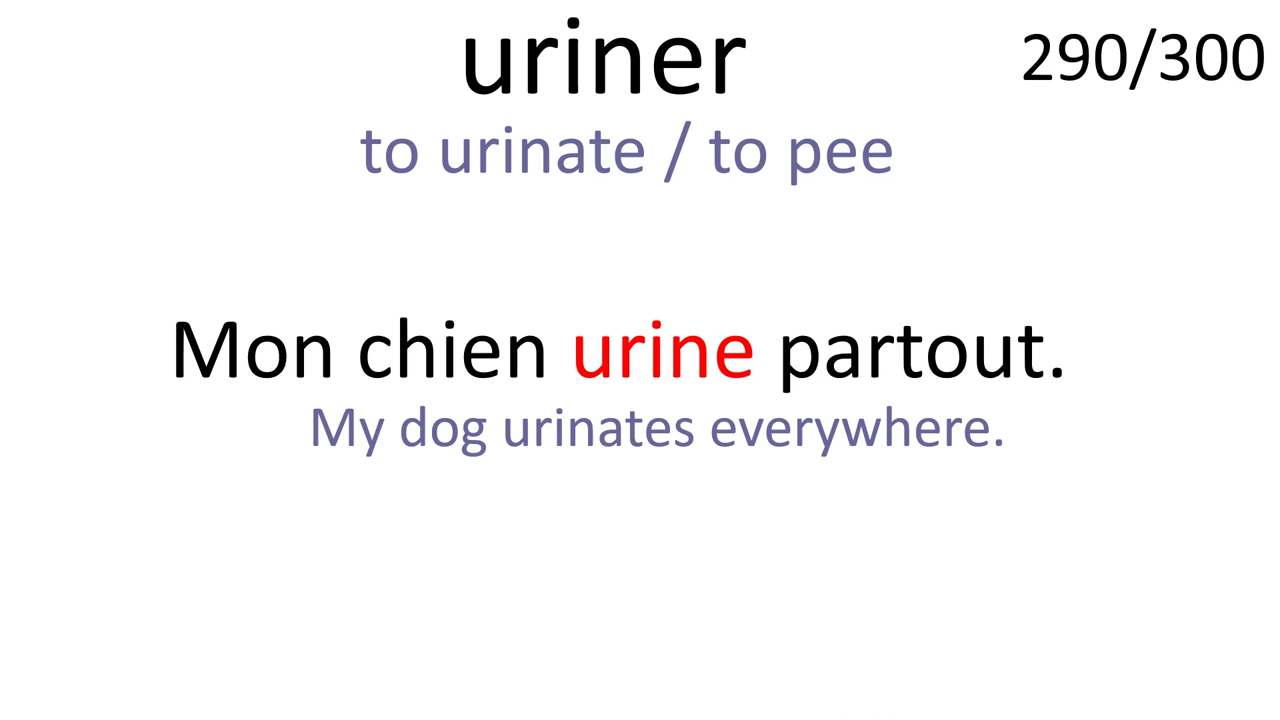 uriner
290/300
to urinate / to pee
Mon chien urine partout.
My dog urinates everywhere.